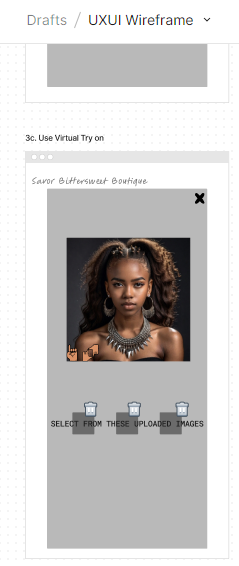 Drafts / UXUI Wireframe
3c. Use Virtual Try on
Savor Bittersweet Boutique
SELECT FROM THESE UPLOADED IMAGES